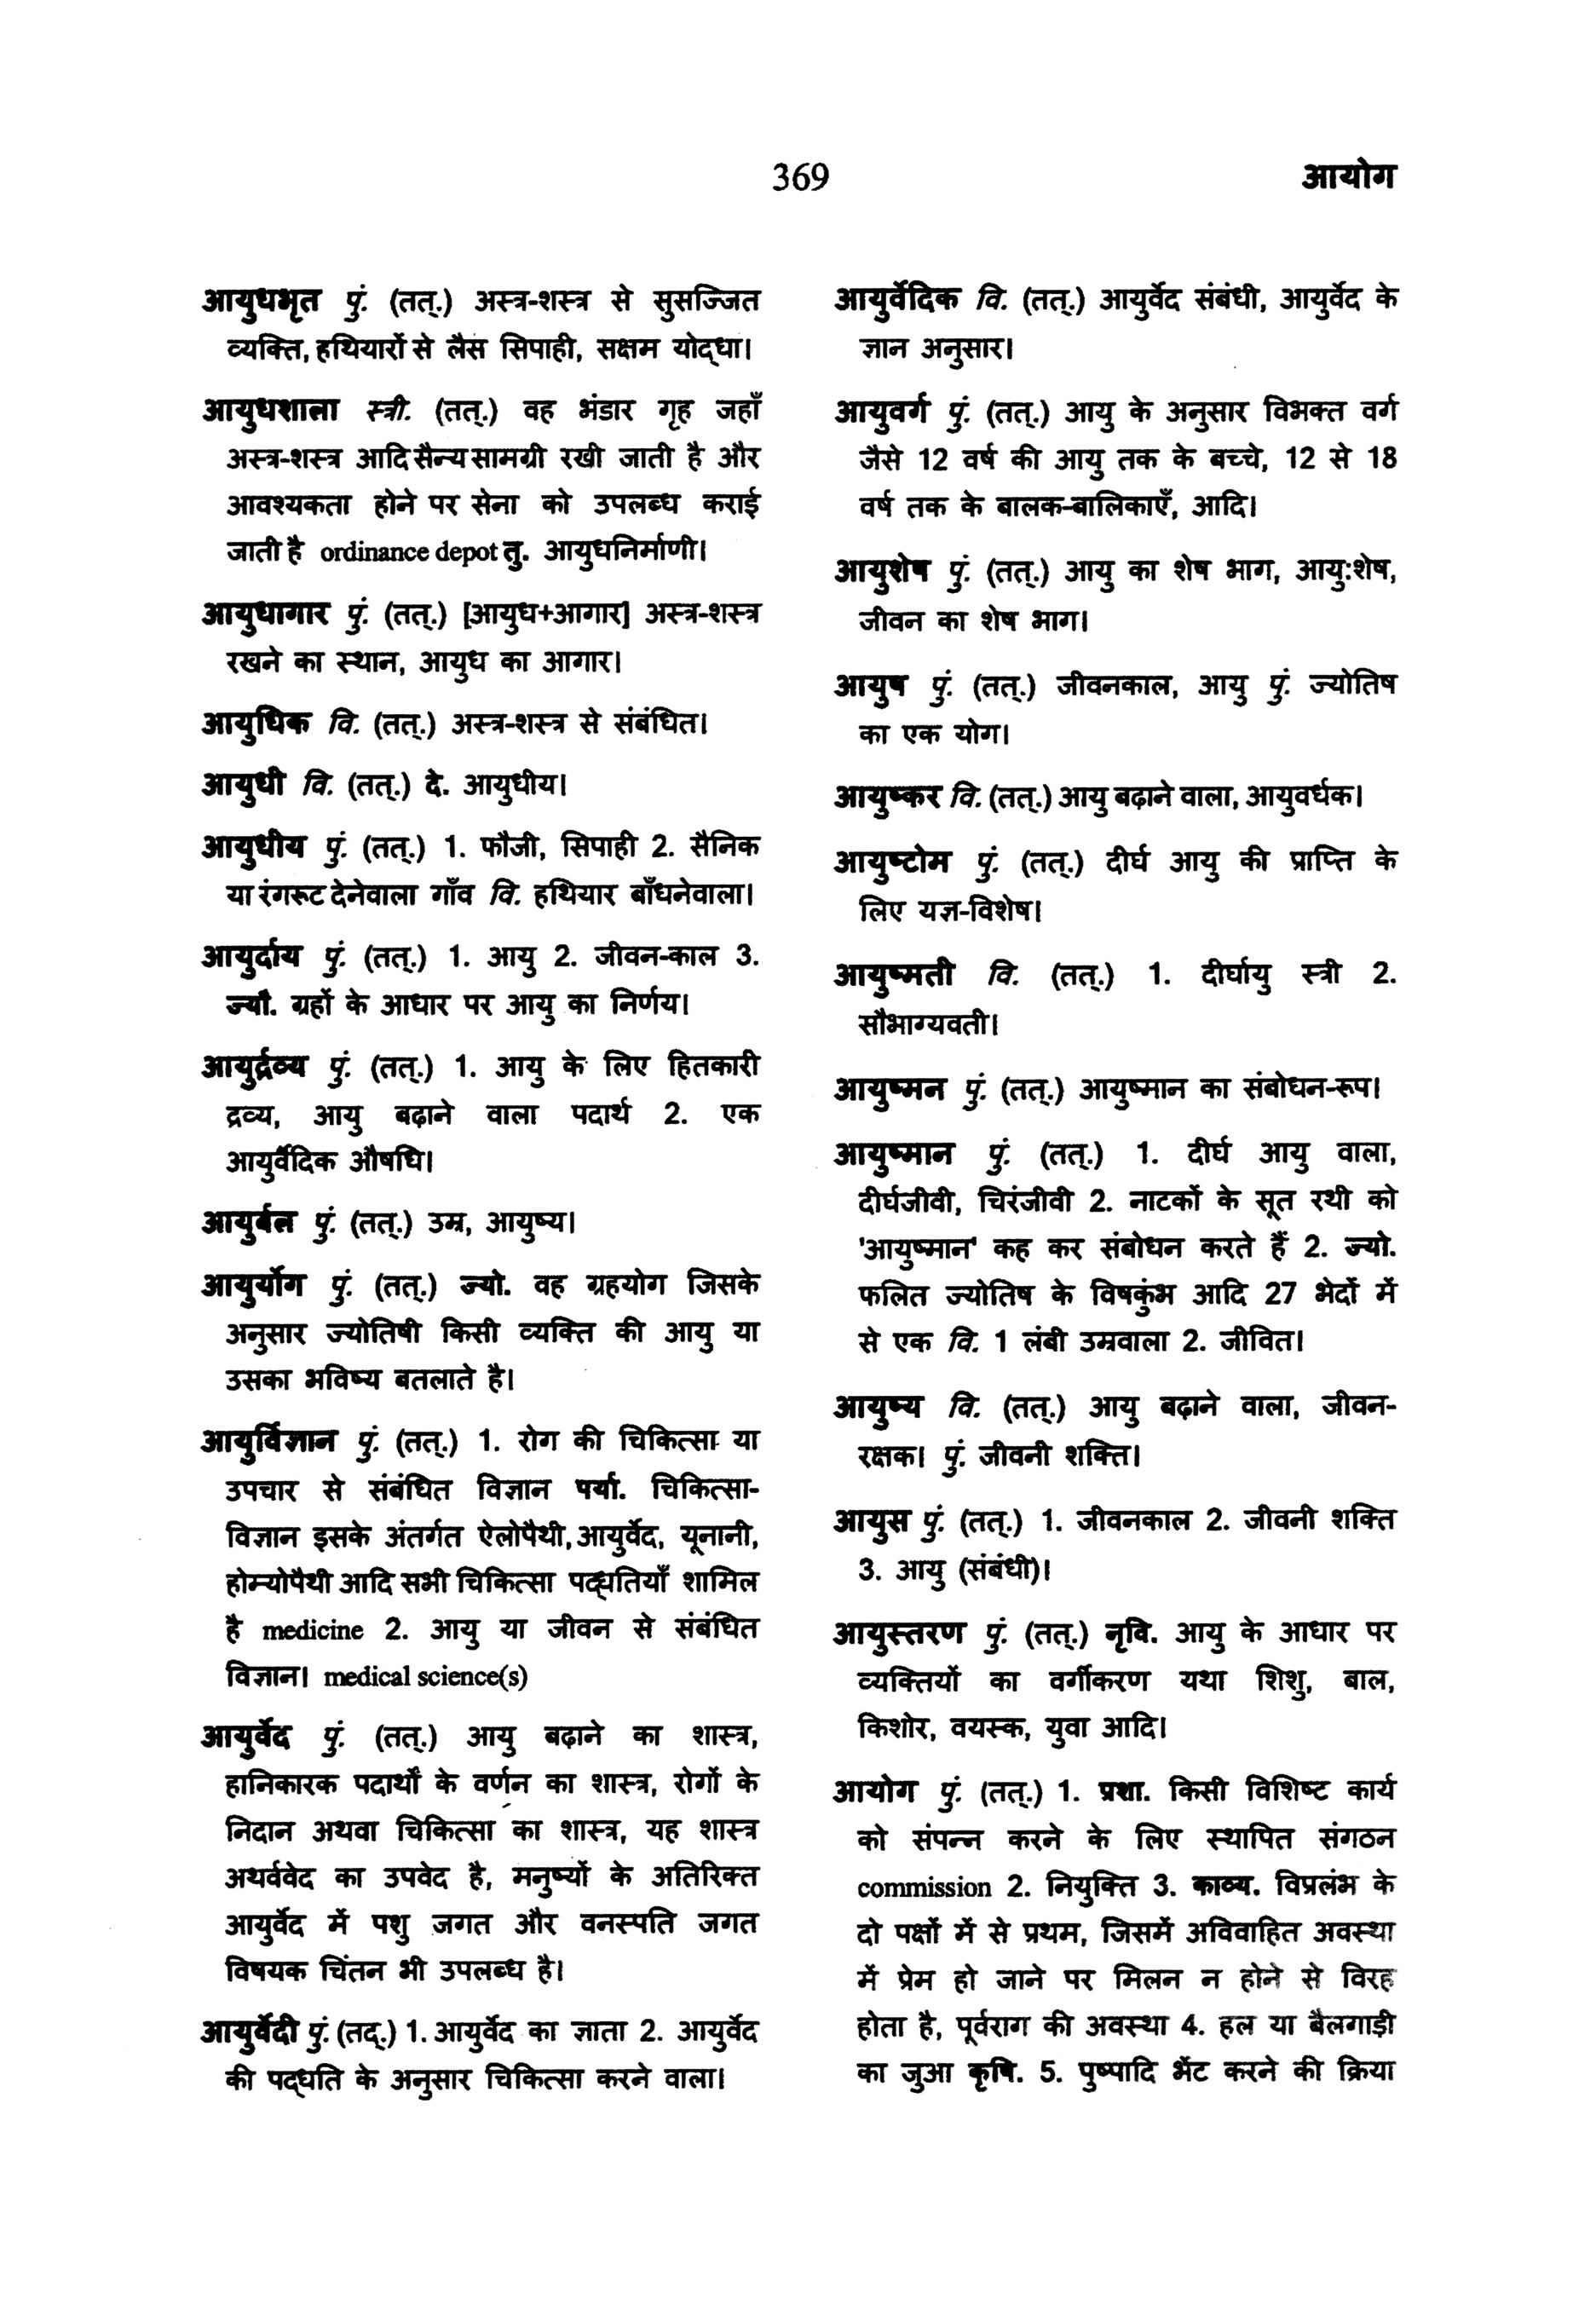 369
आयोग
आयुधभृत पुं. (तत्.) अस्त्र-शस्त्र से सुसज्जित
व्यक्ति, हथियारों से लैस सिपाही, सक्षम योद्धा।
आयुधशाला स्त्री. (तत्.) वह भंडार गृह जहाँ
अस्त्र-शस्त्र आदि सैन्य सामग्री रखी जाती है और
आवश्यकता होने पर सेना को उपलब्ध कराई
जाती है ordinance depot तु. आयुधनिर्माणी।
आयुधागार पुं. (तत्.) [आयुध+आगार] अस्त्र-शस्त्र
रखने का स्थान, आयुध का आगार।
आयुधिक वि. (तत्.) अस्त्र-शस्त्र से संबंधित।
आयुधी वि. (तत्.) दे. आयुधीय।
आयुधीय पुं. (तत्.) 1. फौजी, सिपाही 2. सैनिक
या रंगरूट देनेवाला गाँव वि. हथियार बाँधनेवाला।
आयुर्दाय पुं. (तत्.) 1. आयु 2. जीवन-काल 3.
ज्यौ. ग्रहों के आधार पर आयु का निर्णय।
आयुर्द्रव्य पुं. (तत्.) 1. आयु के लिए हितकारी
द्रव्य, आयु बढ़ाने वाला पदार्थ 2. एक
आयुर्वैदिक औषधि।
आयुर्बल पुं. (तत्.) उम्र, आयुष्य।
आयुर्योग पुं. (तत्.) ज्यो. वह ग्रहयोग जिसके
अनुसार ज्योतिषी किसी व्यक्ति की आयु या
उसका भविष्य बतलाते है।
आयुर्विज्ञान पुं. (तत्.) 1. रोग की चिकित्सा या
उपचार से संबंधित विज्ञान पर्या. चिकित्सा-
विज्ञान इसके अंतर्गत ऐलोपैथी, आयुर्वेद, यूनानी,
होम्योपैथी आदि सभी चिकित्सा पद्धतियाँ शामिल
है medicine 2. आयु या जीवन से संबंधित
विज्ञान। medical science(s)
आयुर्वेद पुं. (तत्.) आयु बढ़ाने का शास्त्र,
हानिकारक पदार्थों के वर्णन का शास्त्र, रोगों के
निदान अथवा चिकित्सा का शास्त्र, यह शास्त्र
अथर्ववेद का उपवेद है, मनुष्यों के अतिरिक्त
आयुर्वेद में पशु जगत और वनस्पति जगत
विषयक चिंतन भी उपलब्ध है।
आयुर्वेदी पुं. (तद्.) 1. आयुर्वेद का ज्ञाता 2. आयुर्वेद
की पद्धति के अनुसार चिकित्सा करने वाला।
आयुर्वेदिक वि. (तत्.) आयुर्वेद संबंधी, आयुर्वेद के
ज्ञान अनुसार।
आयुवर्ग पुं. (तत्.) आयु के अनुसार विभक्त वर्ग
जैसे 12 वर्ष की आयु तक के बच्चे, 12 से 18
वर्ष तक के बालक-बालिकाएँ, आदि।
आयुशेष पुं. (तत्.) आयु का शेष भाग, आयु:शेष,
जीवन का शेष भाग।
आयुष पुं. (तत्.) जीवनकाल, आयु पुं. ज्योतिष
का एक योग।
आयुष्कर वि. (तत्.) आयु बढ़ाने वाला, आयुवर्धक।
आयुष्टोम पुं. (तत्.) दीर्घ आयु की प्राप्ति के
लिए यज्ञ-विशेष।
आयुष्मती वि. (तत्.) 1. दीर्घायु स्त्री 2.
सौभाग्यवती।
आयुष्मन पुं. (तत्.) आयुष्मान का संबोधन-रूप।
आयुष्मान पुं. (तत्.) 1. दीर्घ आयु वाला,
दीर्घजीवी, चिरंजीवी 2. नाटकों के सूत रथी को
'आयुष्मान' कह कर संबोधन करते हैं 2. ज्यो.
फलित ज्योतिष के विषकुंभ आदि 27 भेदों में
से एक वि. 1 लंबी उम्रवाला 2. जीवित।
आयुष्य वि. (तत्.) आयु बढ़ाने वाला, जीवन-
रक्षक। पुं. जीवनी शक्ति।
आयुस पुं. (तत्.) 1. जीवनकाल 2. जीवनी शक्ति
3. आयु (संबंधी)।
आयुस्तरण पुं. (तत्.) नृवि. आयु के आधार पर
व्यक्तियों का वर्गीकरण यथा शिशु, बाल,
किशोर, वयस्क, युवा आदि।
आयोग पुं. (तत्.) 1. प्रशा. किसी विशिष्ट कार्य
को संपन्न करने के लिए स्थापित संगठन
commission 2. नियुक्ति 3. काव्य. विप्रलंभ के
दो पक्षों में से प्रथम, जिसमें अविवाहित अवस्था
में प्रेम हो जाने पर मिलन न होने से विरह
होता है, पूर्वराग की अवस्था 4. हल या बैलगाड़ी
का जुआ कृषि. 5. पुष्पादि भेंट करने की क्रिया